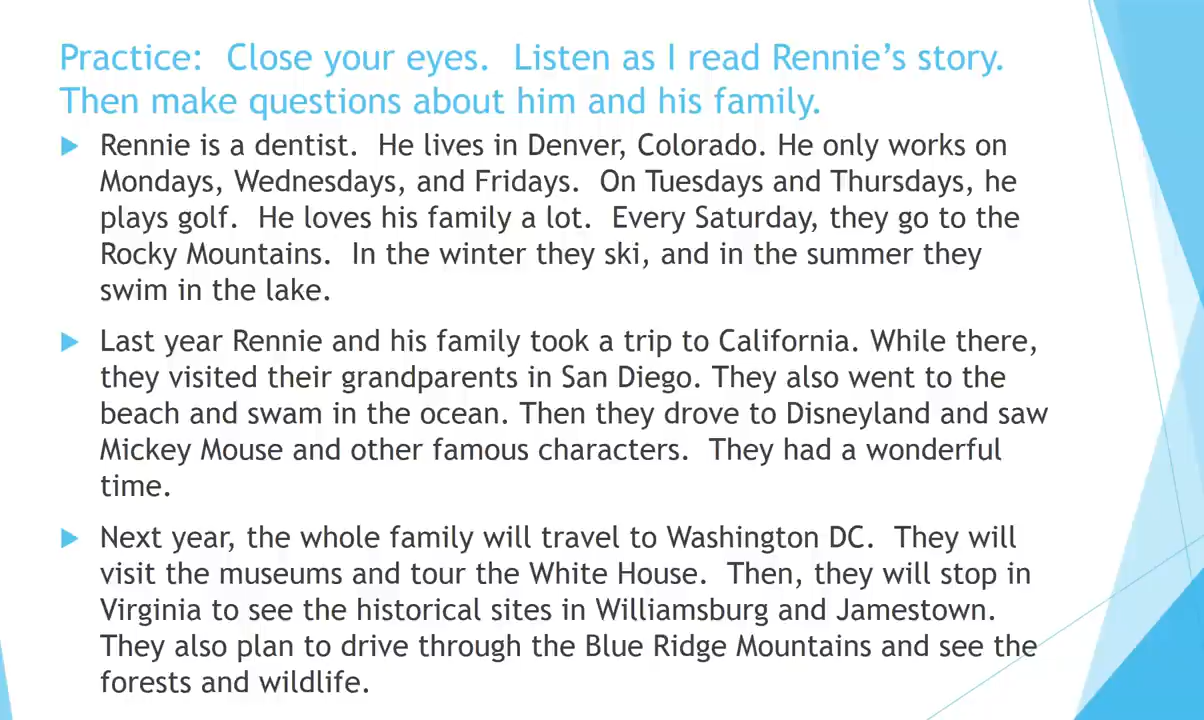 Practice:  Close your eyes.  Listen as I read Rennie’s story.
Then make questions about him and his family.
Rennie is a dentist.  He lives in Denver, Colorado. He only works on
Mondays, Wednesdays, and Fridays.  On Tuesdays and Thursdays, he
plays golf.  He loves his family a lot.  Every Saturday, they go to the
Rocky Mountains.  In the winter they ski, and in the summer they
swim in the lake.
Last year Rennie and his family took a trip to California. While there,
they visited their grandparents in San Diego. They also went to the
beach and swam in the ocean. Then they drove to Disneyland and saw
Mickey Mouse and other famous characters.  They had a wonderful
time.
Next year, the whole family will travel to Washington DC.  They will
visit the museums and tour the White House.  Then, they will stop in
Virginia to see the historical sites in Williamsburg and Jamestown.
They also plan to drive through the Blue Ridge Mountains and see the
forests and wildlife.